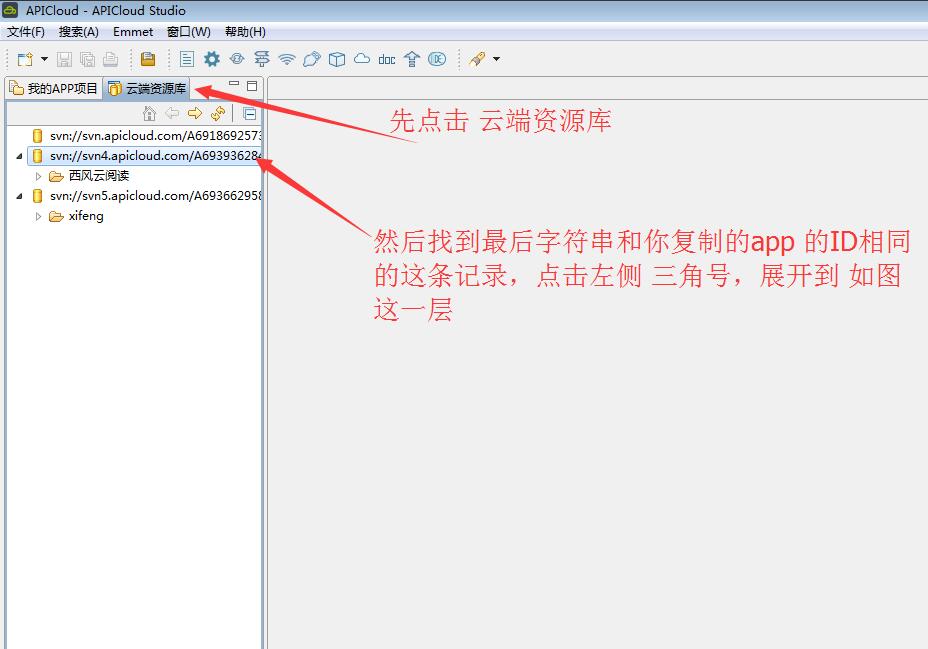 APICloud - APICloud Studio
文件(F) 搜索(A) Emmet 窗口(W) 帮助(H)
doc
我的APP项目 云端资源库
先点击 云端资源库
svn://svn.apicloud.com/A6918692573
svn://svn4.apicloud.com/A693936284
西风云阅读
svn://svn5.apicloud.com/A693662958
xifeng
然后找到最后字符串和你复制的app 的ID相同
的这条记录，点击左侧 三角号，展开到 如图
这一层